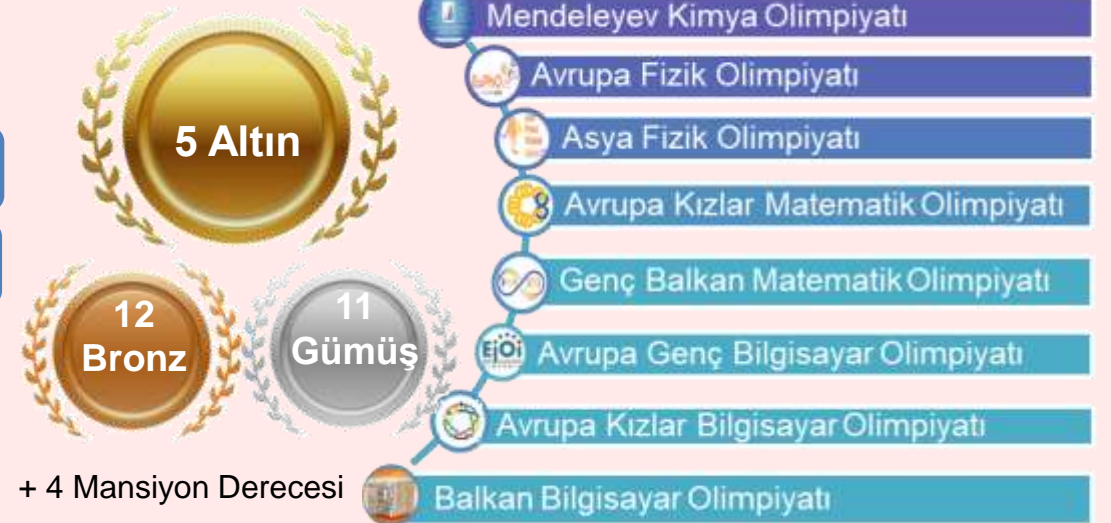 5 Altın
12
Bronz
11
Gümüş
+ 4 Mansiyon Derecesi
Mendeleyev Kimya Olimpiyatı
Avrupa Fizik Olimpiyatı
Asya Fizik Olimpiyatı
Avrupa Kızlar Matematik Olimpiyatı
Genç Balkan Matematik Olimpiyatı
EjOi
Avrupa Genç Bilgisayar Olimpiyatı
Avrupa Kızlar Bilgisayar Olimpiyatı
Balkan Bilgisayar Olimpiyatı